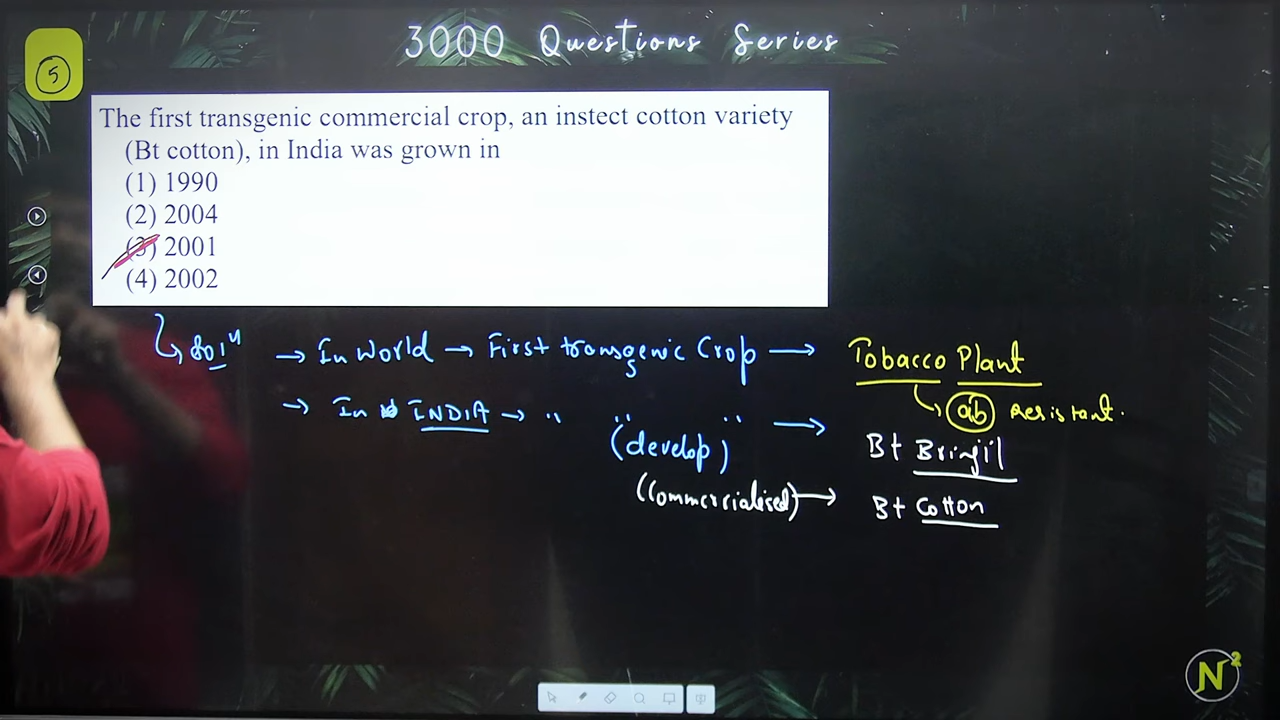 5
3000 Questions Series
The first transgenic commercial crop, an instect cotton variety
(Bt cotton), in India was grown in
(1) 1990
(2) 2004
(3) 2001
(4) 2002
→ In World → First transgenic Crop → Tobacco Plant
ab resistant.
→ In INDIA → " " " → Bt Brinjil
(develop)
(Commercialised) → Bt Cotton
N²